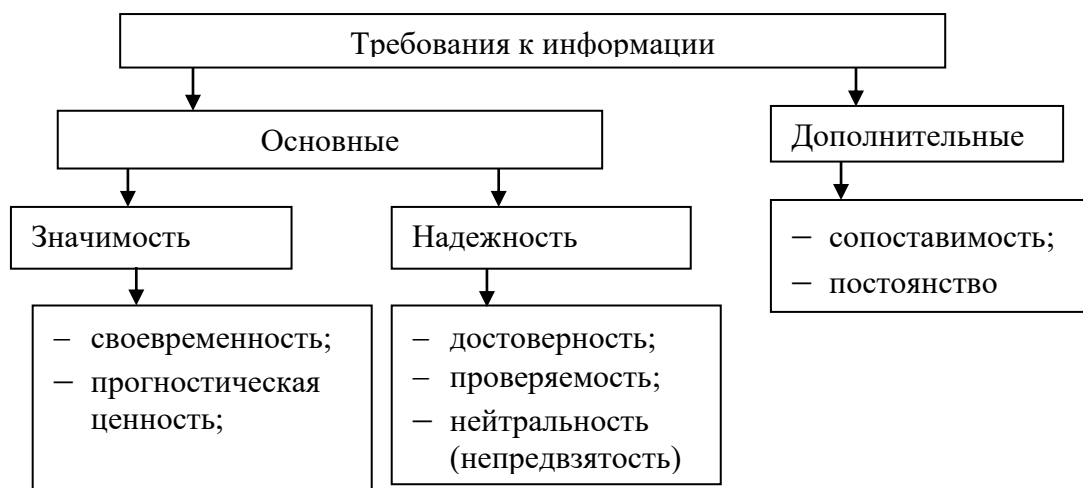 Требования к информации
Основные
Дополнительные
Значимость
Надежность
– сопоставимость;
– постоянство
– своевременность;
– прогностическая
ценность;
– достоверность;
– проверяемость;
– нейтральность
(непредвзятость)